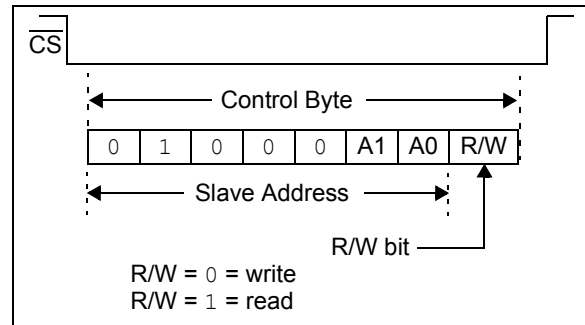 CS
Control Byte
0 1 0 0 0 A1 A0 R/W
Slave Address
R/W bit
R/W = 0 = write
R/W = 1 = read